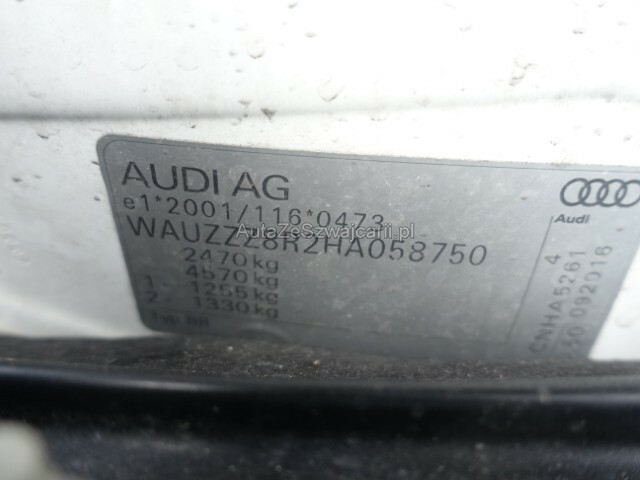 AUDI AG
e1*2001/116*0473
AutaZeSzwajcarii.pl
WAUZZZ8R2HA058750
2470kg
4570kg
1- 1255kg
2- 1330kg
Audi
4
CNHA5261
092016